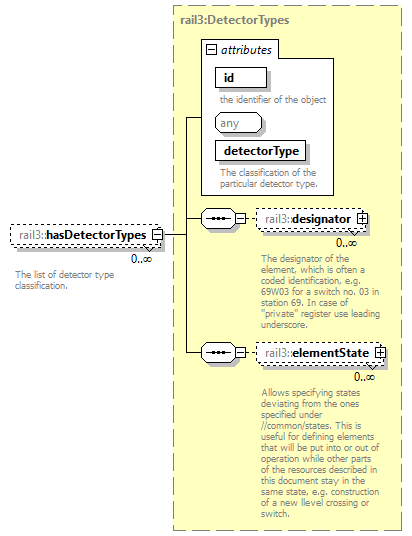 rail3:DetectorTypes
attributes
id
the identifier of the object
any
detectorType
The classification of the
particular detector type.
rail3::hasDetectorTypes
0..∞
The list of detector type
classification.
rail3::designator
0..∞
The designator of the
element, which is often a
coded identification, e.g.
69W03 for a switch no. 03 in
station 69. In case of
"private" register use leading
underscore.
rail3::elementState
0..∞
Allows specifying states
deviating from the ones
specified under
//common/states. This is
useful for defining elements
that will be put into or out of
operation while other parts
of the resources described in
this document stay in the
same state, e.g. construction
of a new llevel crossing or
switch.